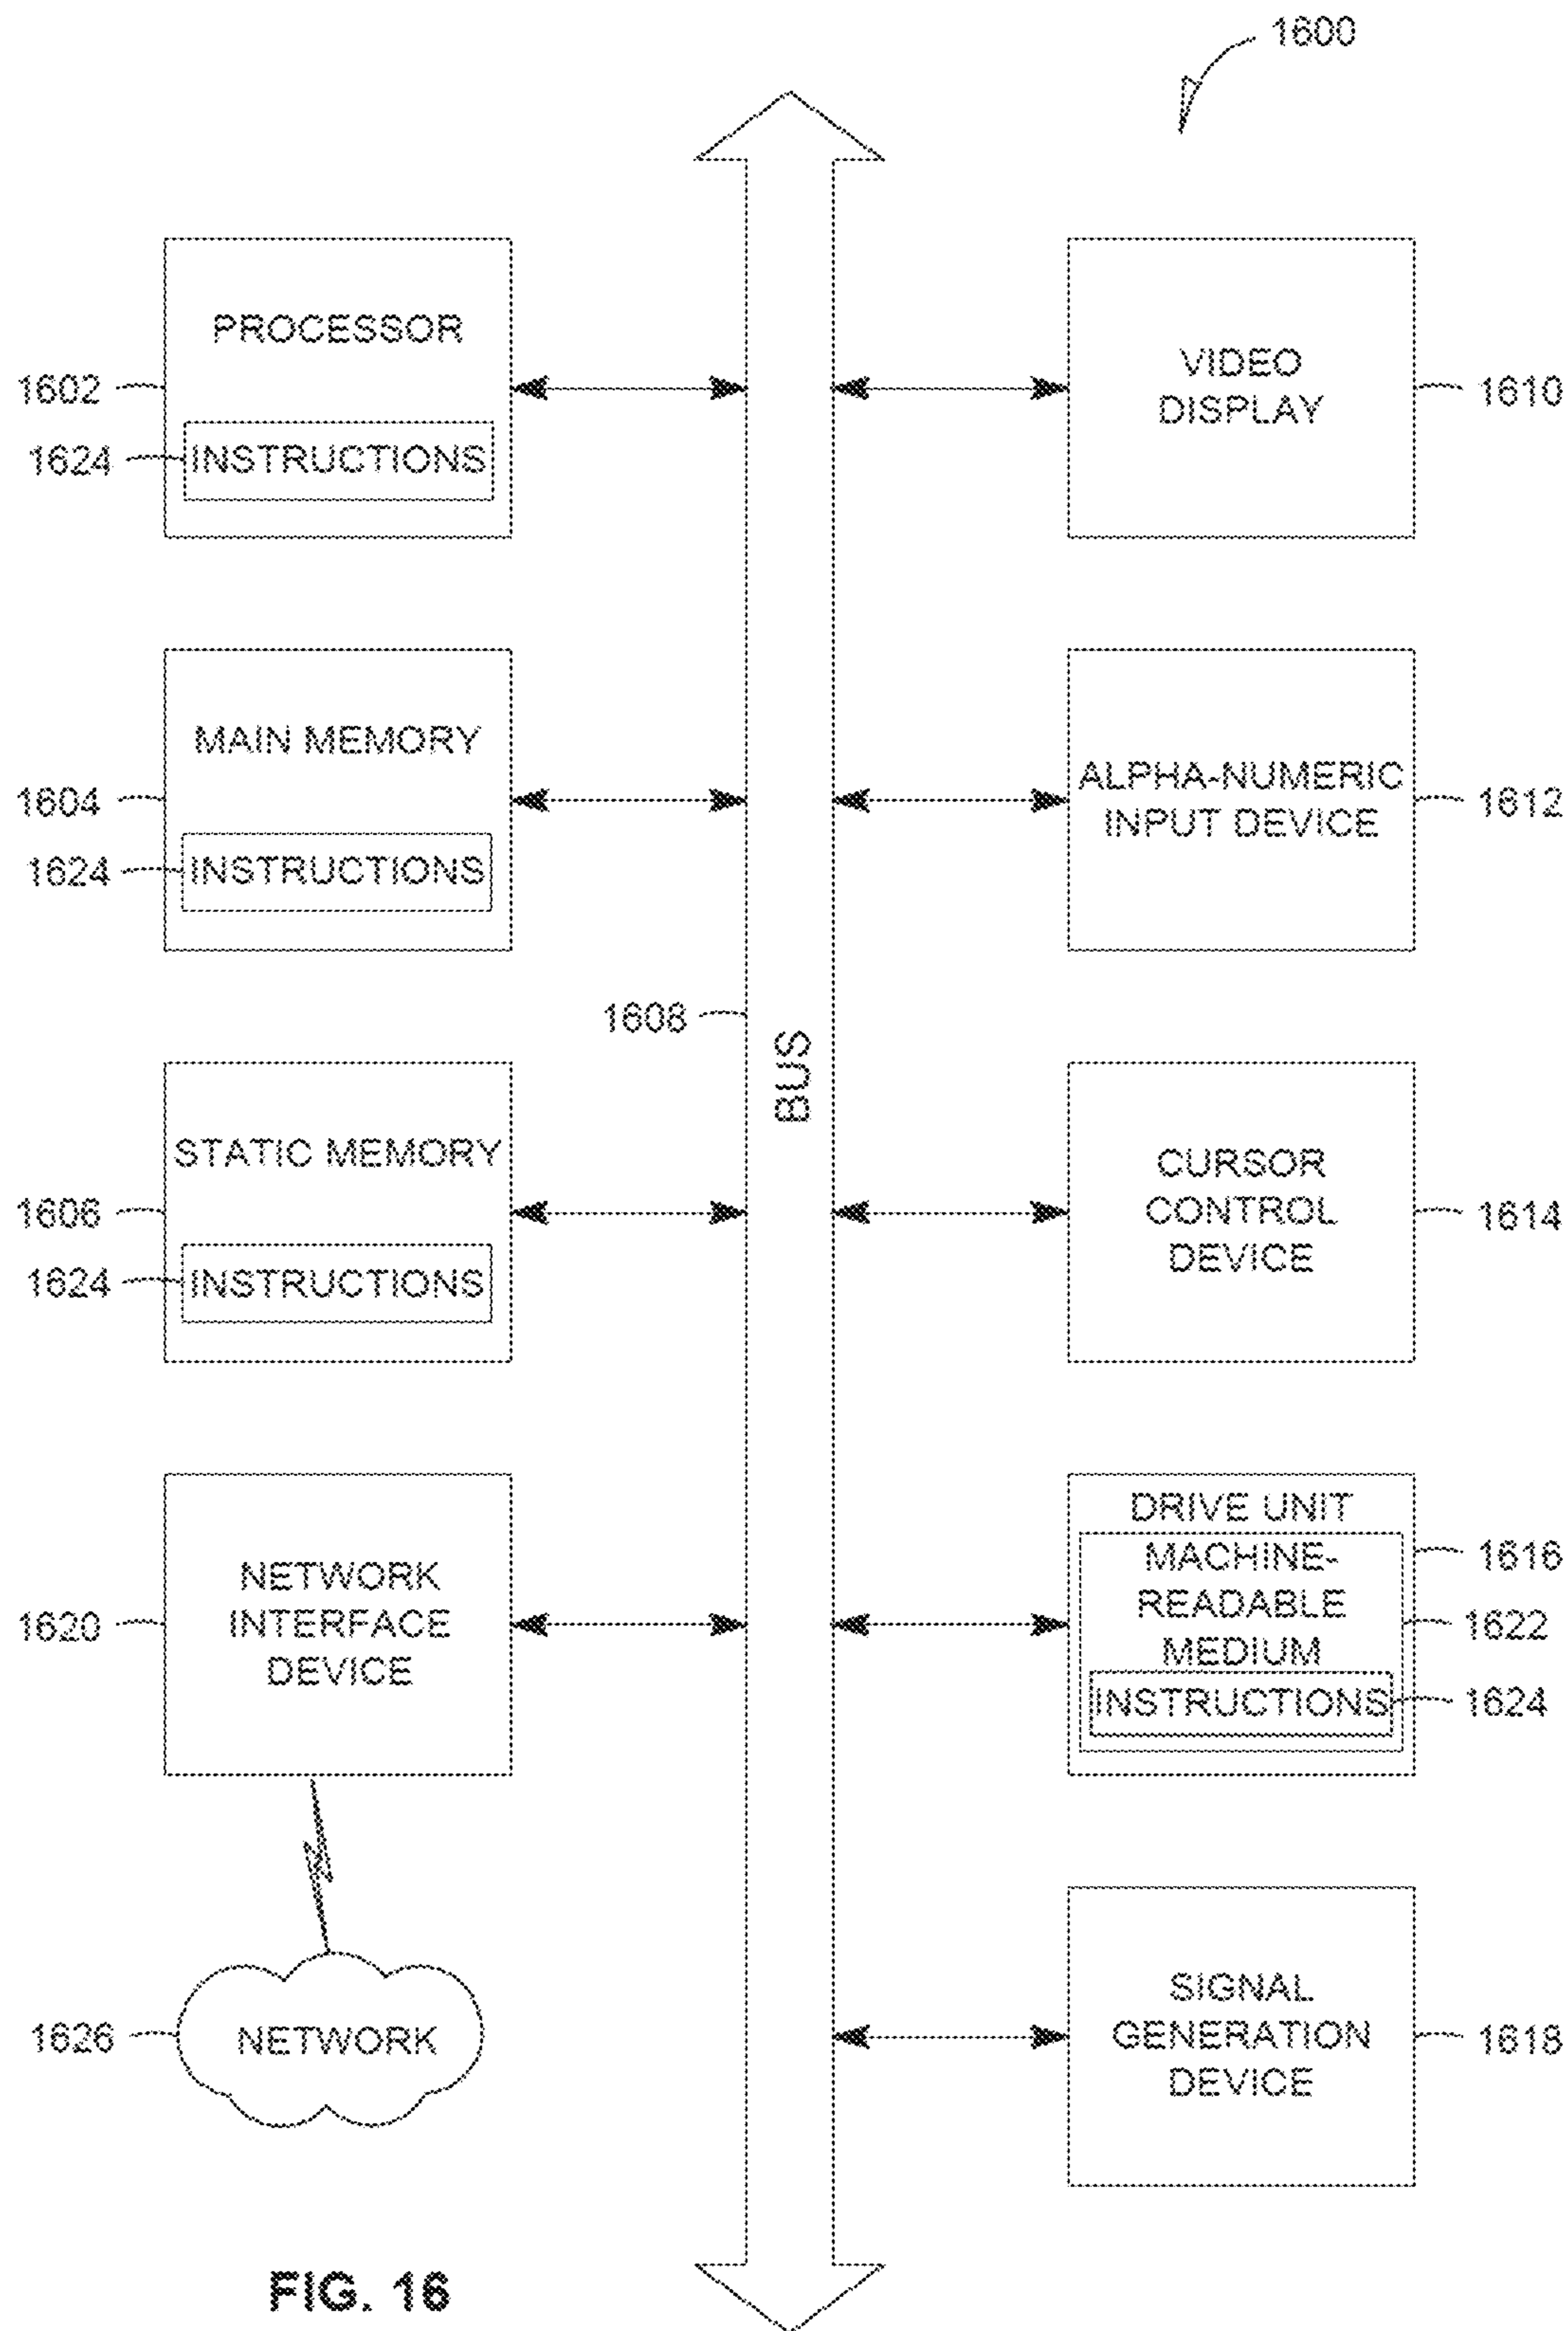 1600
PROCESSOR
1602
1624
INSTRUCTIONS
VIDEO
DISPLAY
1610
MAIN MEMORY
1604
1624
INSTRUCTIONS
ALPHA-NUMERIC
INPUT DEVICE
1612
1608
BUS
STATIC MEMORY
1606
1624
INSTRUCTIONS
CURSOR
CONTROL
DEVICE
1614
NETWORK
INTERFACE
DEVICE
1620
DRIVE UNIT
1616
MACHINE-
READABLE
MEDIUM
1622
INSTRUCTIONS
1624
1626
NETWORK
SIGNAL
GENERATION
DEVICE
1618
FIG. 16